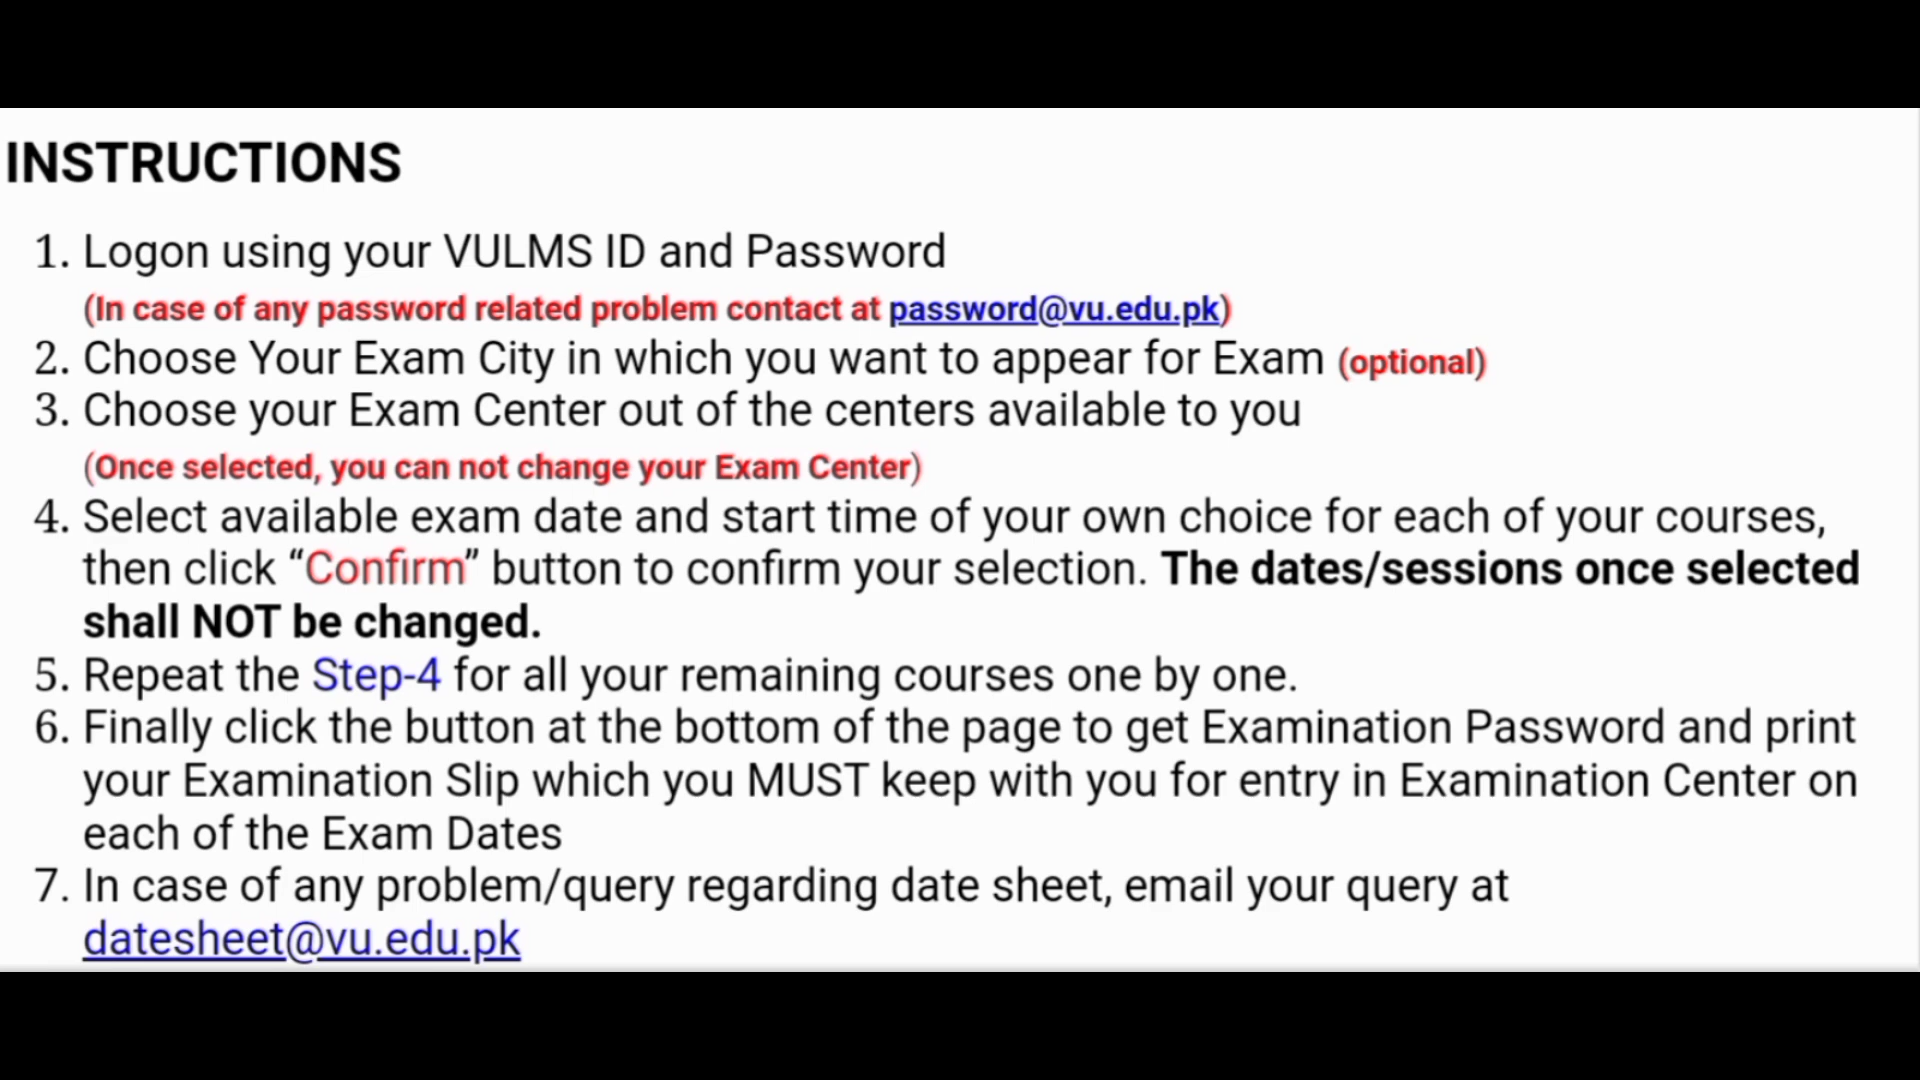 INSTRUCTIONS
1. Logon using your VULMS ID and Password
(In case of any password related problem contact at password@vu.edu.pk)
2. Choose Your Exam City in which you want to appear for Exam (optional)
3. Choose your Exam Center out of the centers available to you
(Once selected, you can not change your Exam Center)
4. Select available exam date and start time of your own choice for each of your courses,
then click “Confirm” button to confirm your selection. The dates/sessions once selected
shall NOT be changed.
5. Repeat the Step-4 for all your remaining courses one by one.
6. Finally click the button at the bottom of the page to get Examination Password and print
your Examination Slip which you MUST keep with you for entry in Examination Center on
each of the Exam Dates
7. In case of any problem/query regarding date sheet, email your query at
datesheet@vu.edu.pk